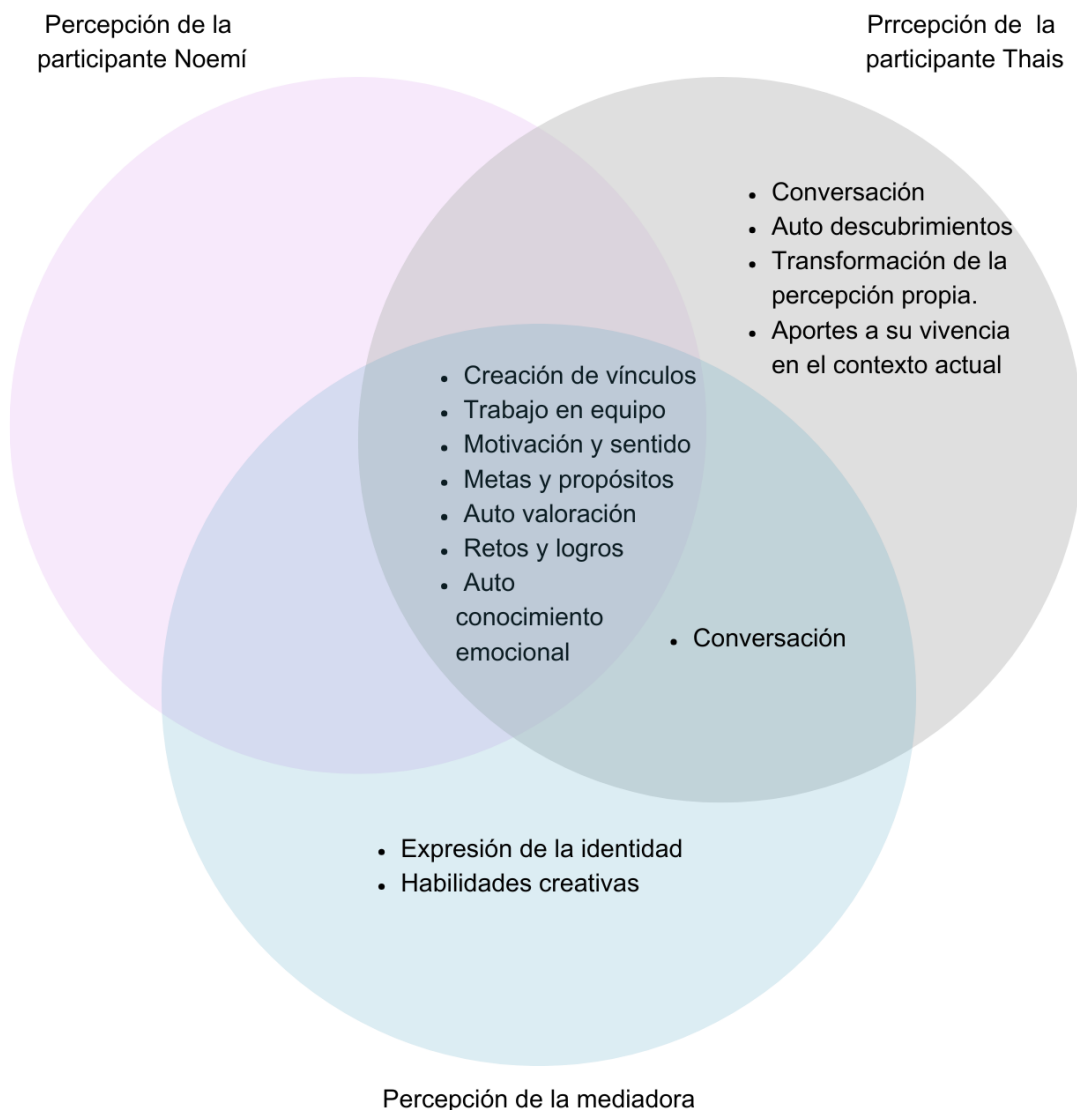 Percepción de la
participante Noemí
Prrcepción de la
participante Thais
• Conversación
• Auto descubrimientos
• Transformación de la
percepción propia.
• Aportes a su vivencia
en el contexto actual
• Creación de vínculos
• Trabajo en equipo
• Motivación y sentido
• Metas y propósitos
• Auto valoración
• Retos y logros
• Auto
conocimiento
emocional
• Conversación
• Expresión de la identidad
• Habilidades creativas
Percepción de la mediadora